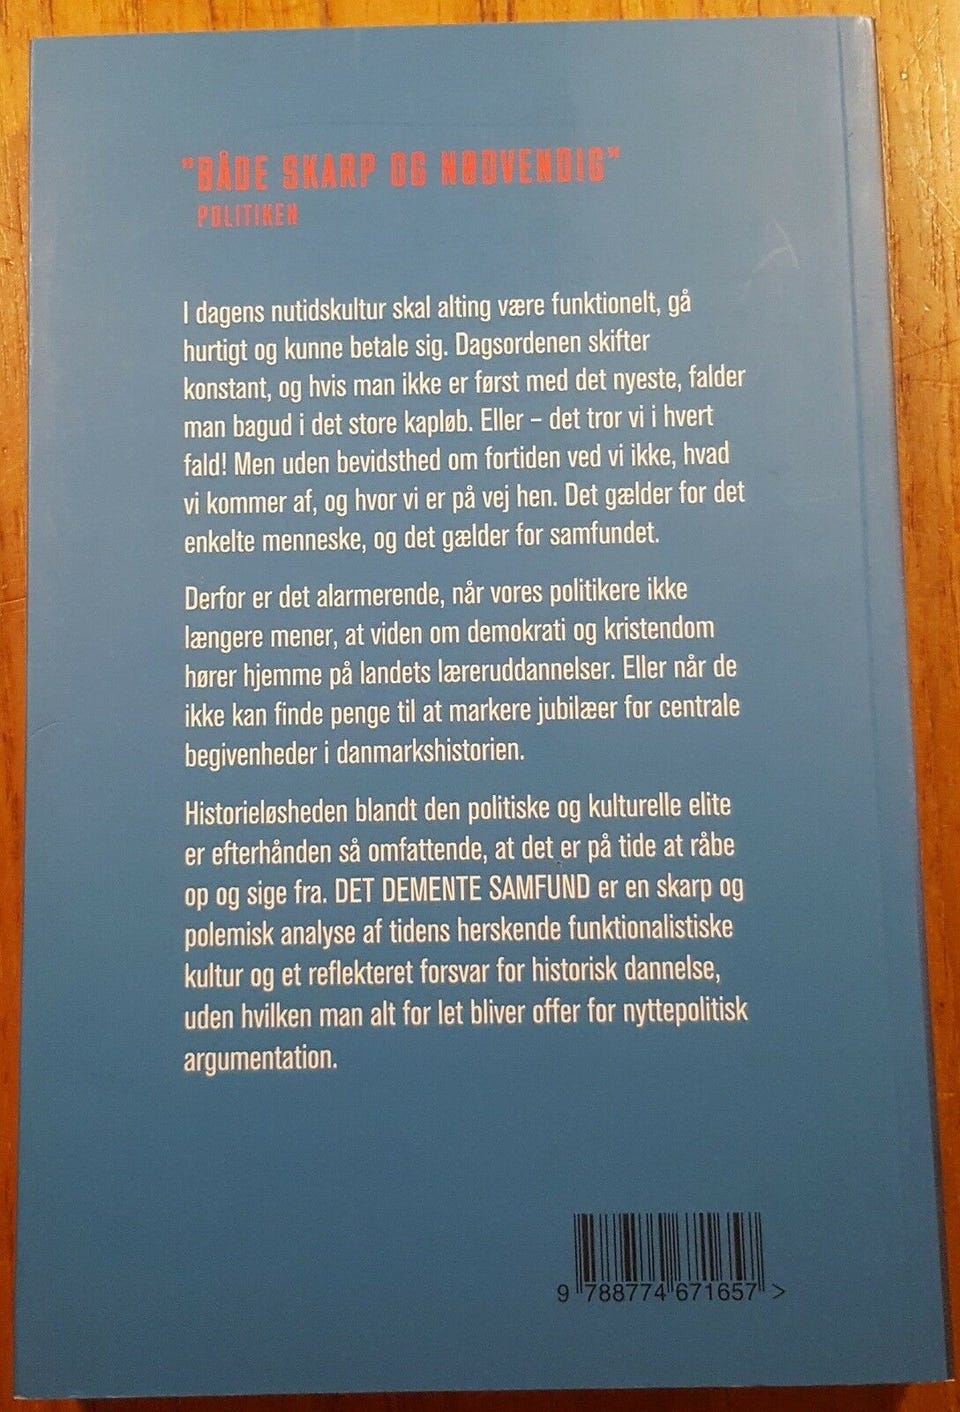 "BÅDE SKARP OG NØDVENDIG"
POLITIKEN
I dagens nutidskultur skal alting være funktionelt, gå
hurtigt og kunne betale sig. Dagsordenen skifter
konstant, og hvis man ikke er først med det nyeste, falder
man bagud i det store kapløb. Eller – det tror vi i hvert
fald! Men uden bevidsthed om fortiden ved vi ikke, hvad
vi kommer af, og hvor vi er på vej hen. Det gælder for det
enkelte menneske, og det gælder for samfundet.
Derfor er det alarmerende, når vores politikere ikke
længere mener, at viden om demokrati og kristendom
hører hjemme på landets læreruddannelser. Eller når de
ikke kan finde penge til at markere jubilæer for centrale
begivenheder i danmarkshistorien.
Historieløsheden blandt den politiske og kulturelle elite
er efterhånden så omfattende, at det er på tide at råbe
op og sige fra. DET DEMENTE SAMFUND er en skarp og
polemisk analyse af tidens herskende funktionalistiske
kultur og et reflekteret forsvar for historisk dannelse,
uden hvilken man alt for let bliver offer for nyttepolitisk
argumentation.
9 788774 671657 >